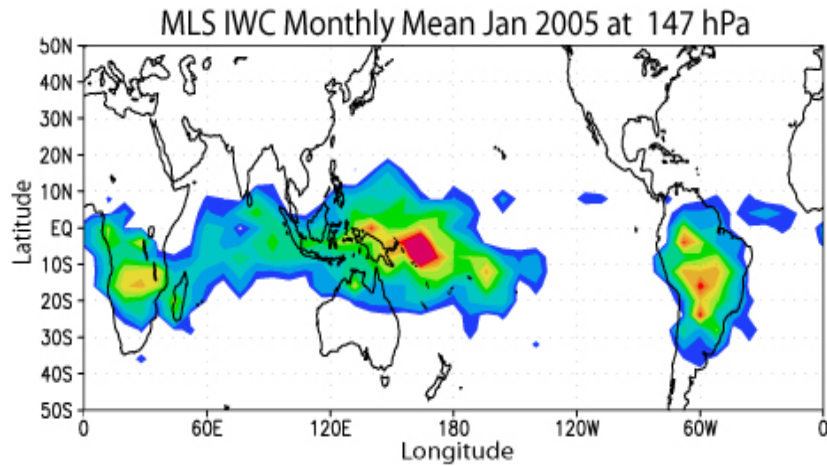 MLS IWC Monthly Mean Jan 2005 at 147 hPa
50N
40N
30N
20N
10N
EQ
10S
20S
30S
40S
50S
Latitude
0 60E 120E 180 120W 60W 0
Longitude